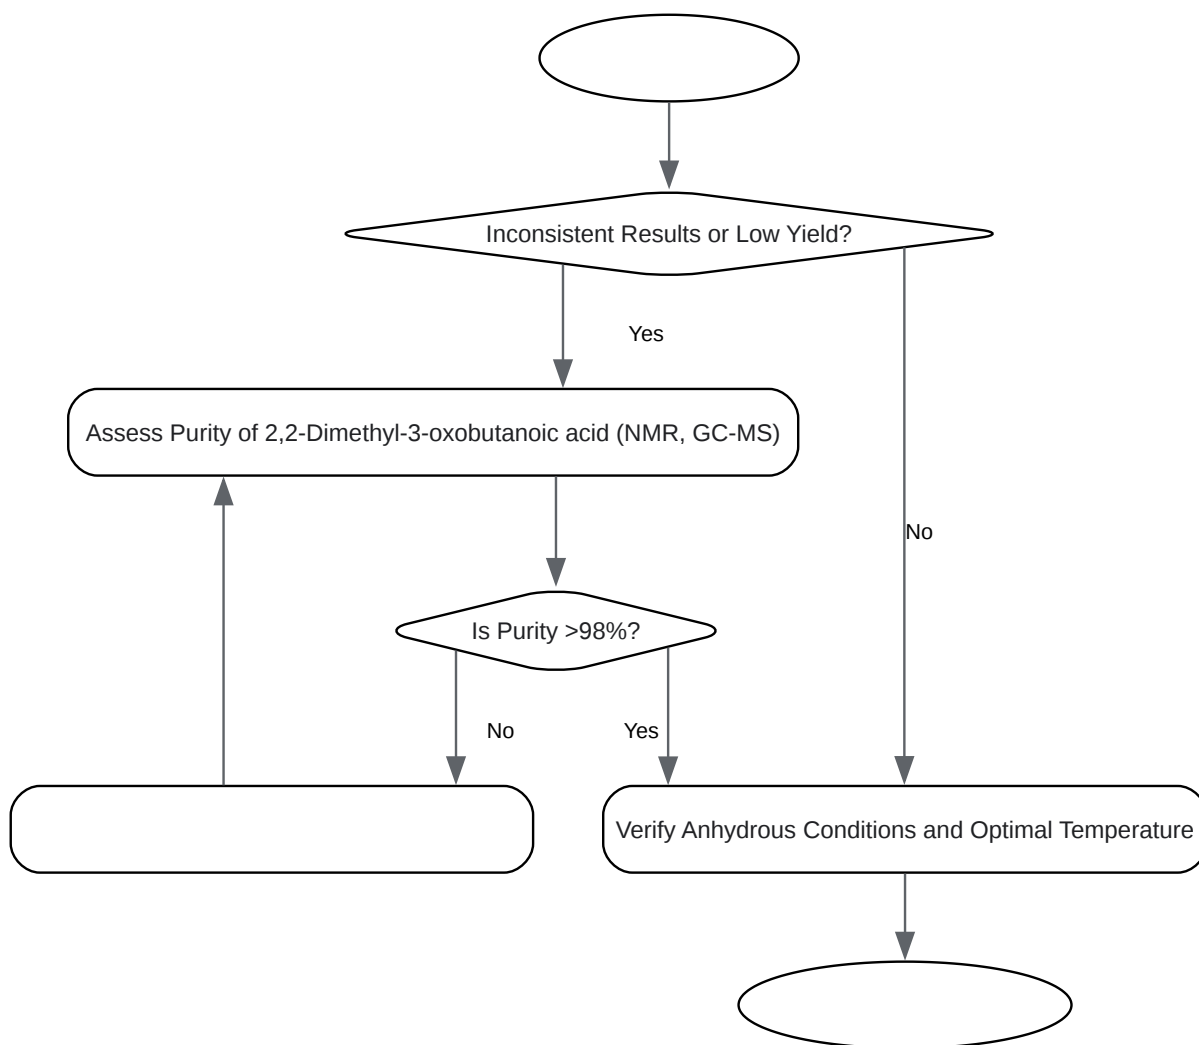 Inconsistent Results or Low Yield?
Yes
Assess Purity of 2,2-Dimethyl-3-oxobutanoic acid (NMR, GC-MS)
No
Is Purity >98%?
No
Yes
Verify Anhydrous Conditions and Optimal Temperature